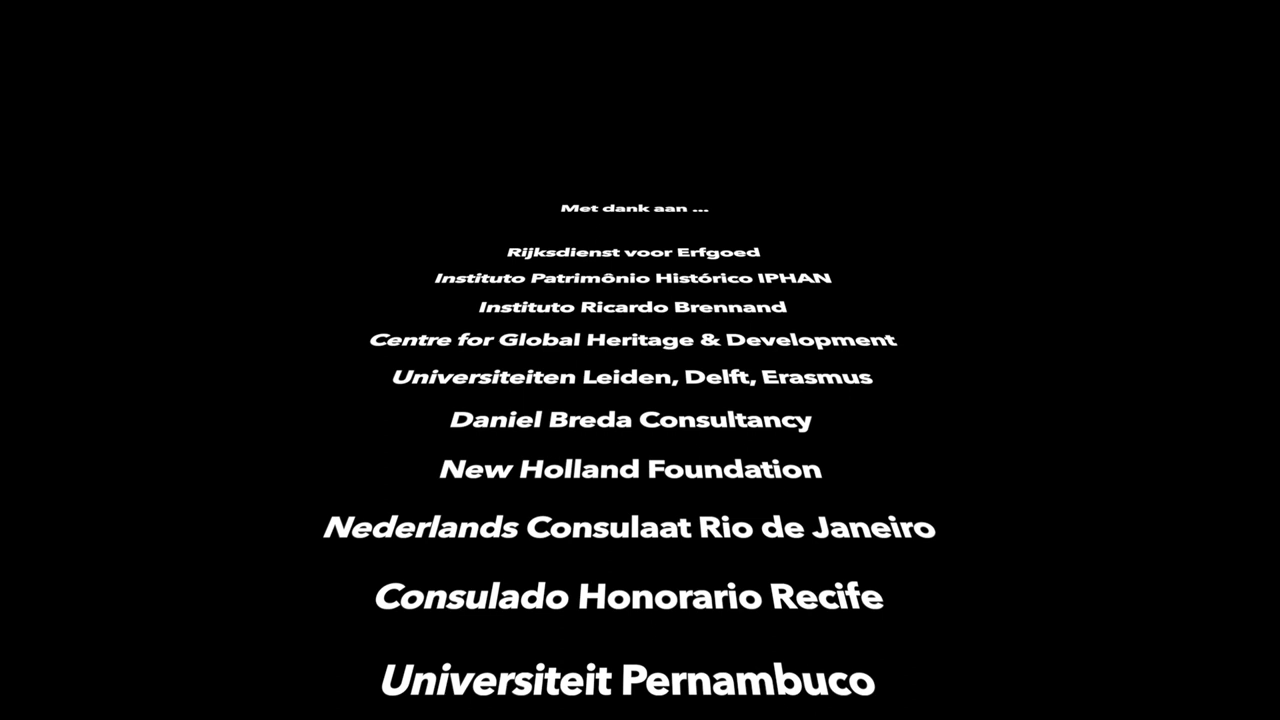 Met dank aan ...
Rijksdienst voor Erfgoed
Instituto Patrimônio Histórico IPHAN
Instituto Ricardo Brennand
Centre for Global Heritage & Development
Universiteiten Leiden, Delft, Erasmus
Daniel Breda Consultancy
New Holland Foundation
Nederlands Consulaat Rio de Janeiro
Consulado Honorario Recife
Universiteit Pernambuco